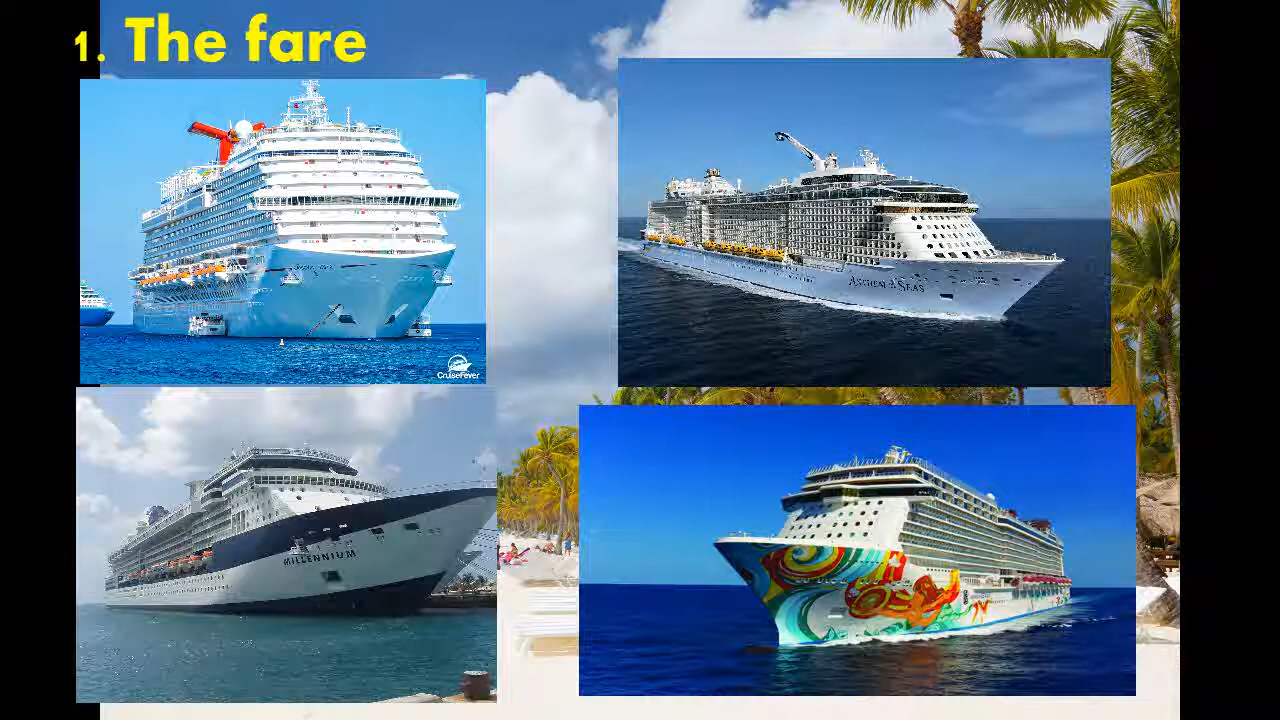 1. The fare
CruiseFever
ANTHEM OF THE SEAS
MILLENNIUM